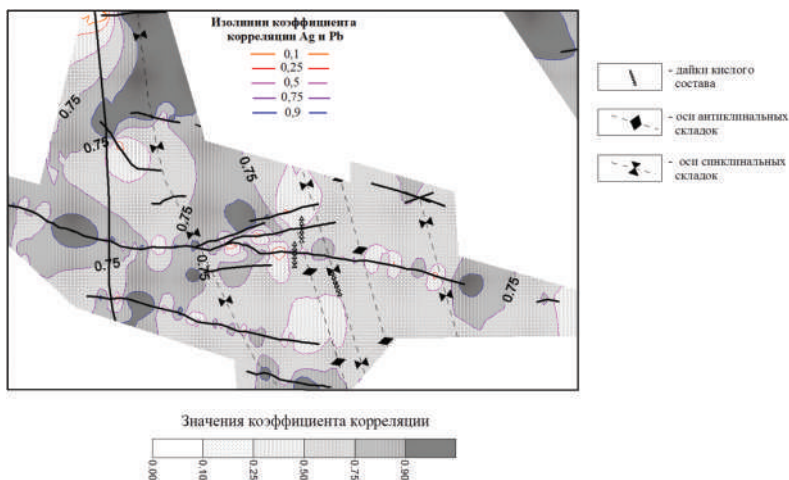 Изолинии коэффициента
корреляции Ag и Pb
0,1
0,25
0,5
0,75
0,9
0.75
0.75
0.75
0.75
0.75
0.75
0.75
- дайки кислого
состава
- оси антиклинальных
складок
- оси синклинальных
складок
Значения коэффициента корреляции
0.00
0.10
0.25
0.50
0.75
0.90